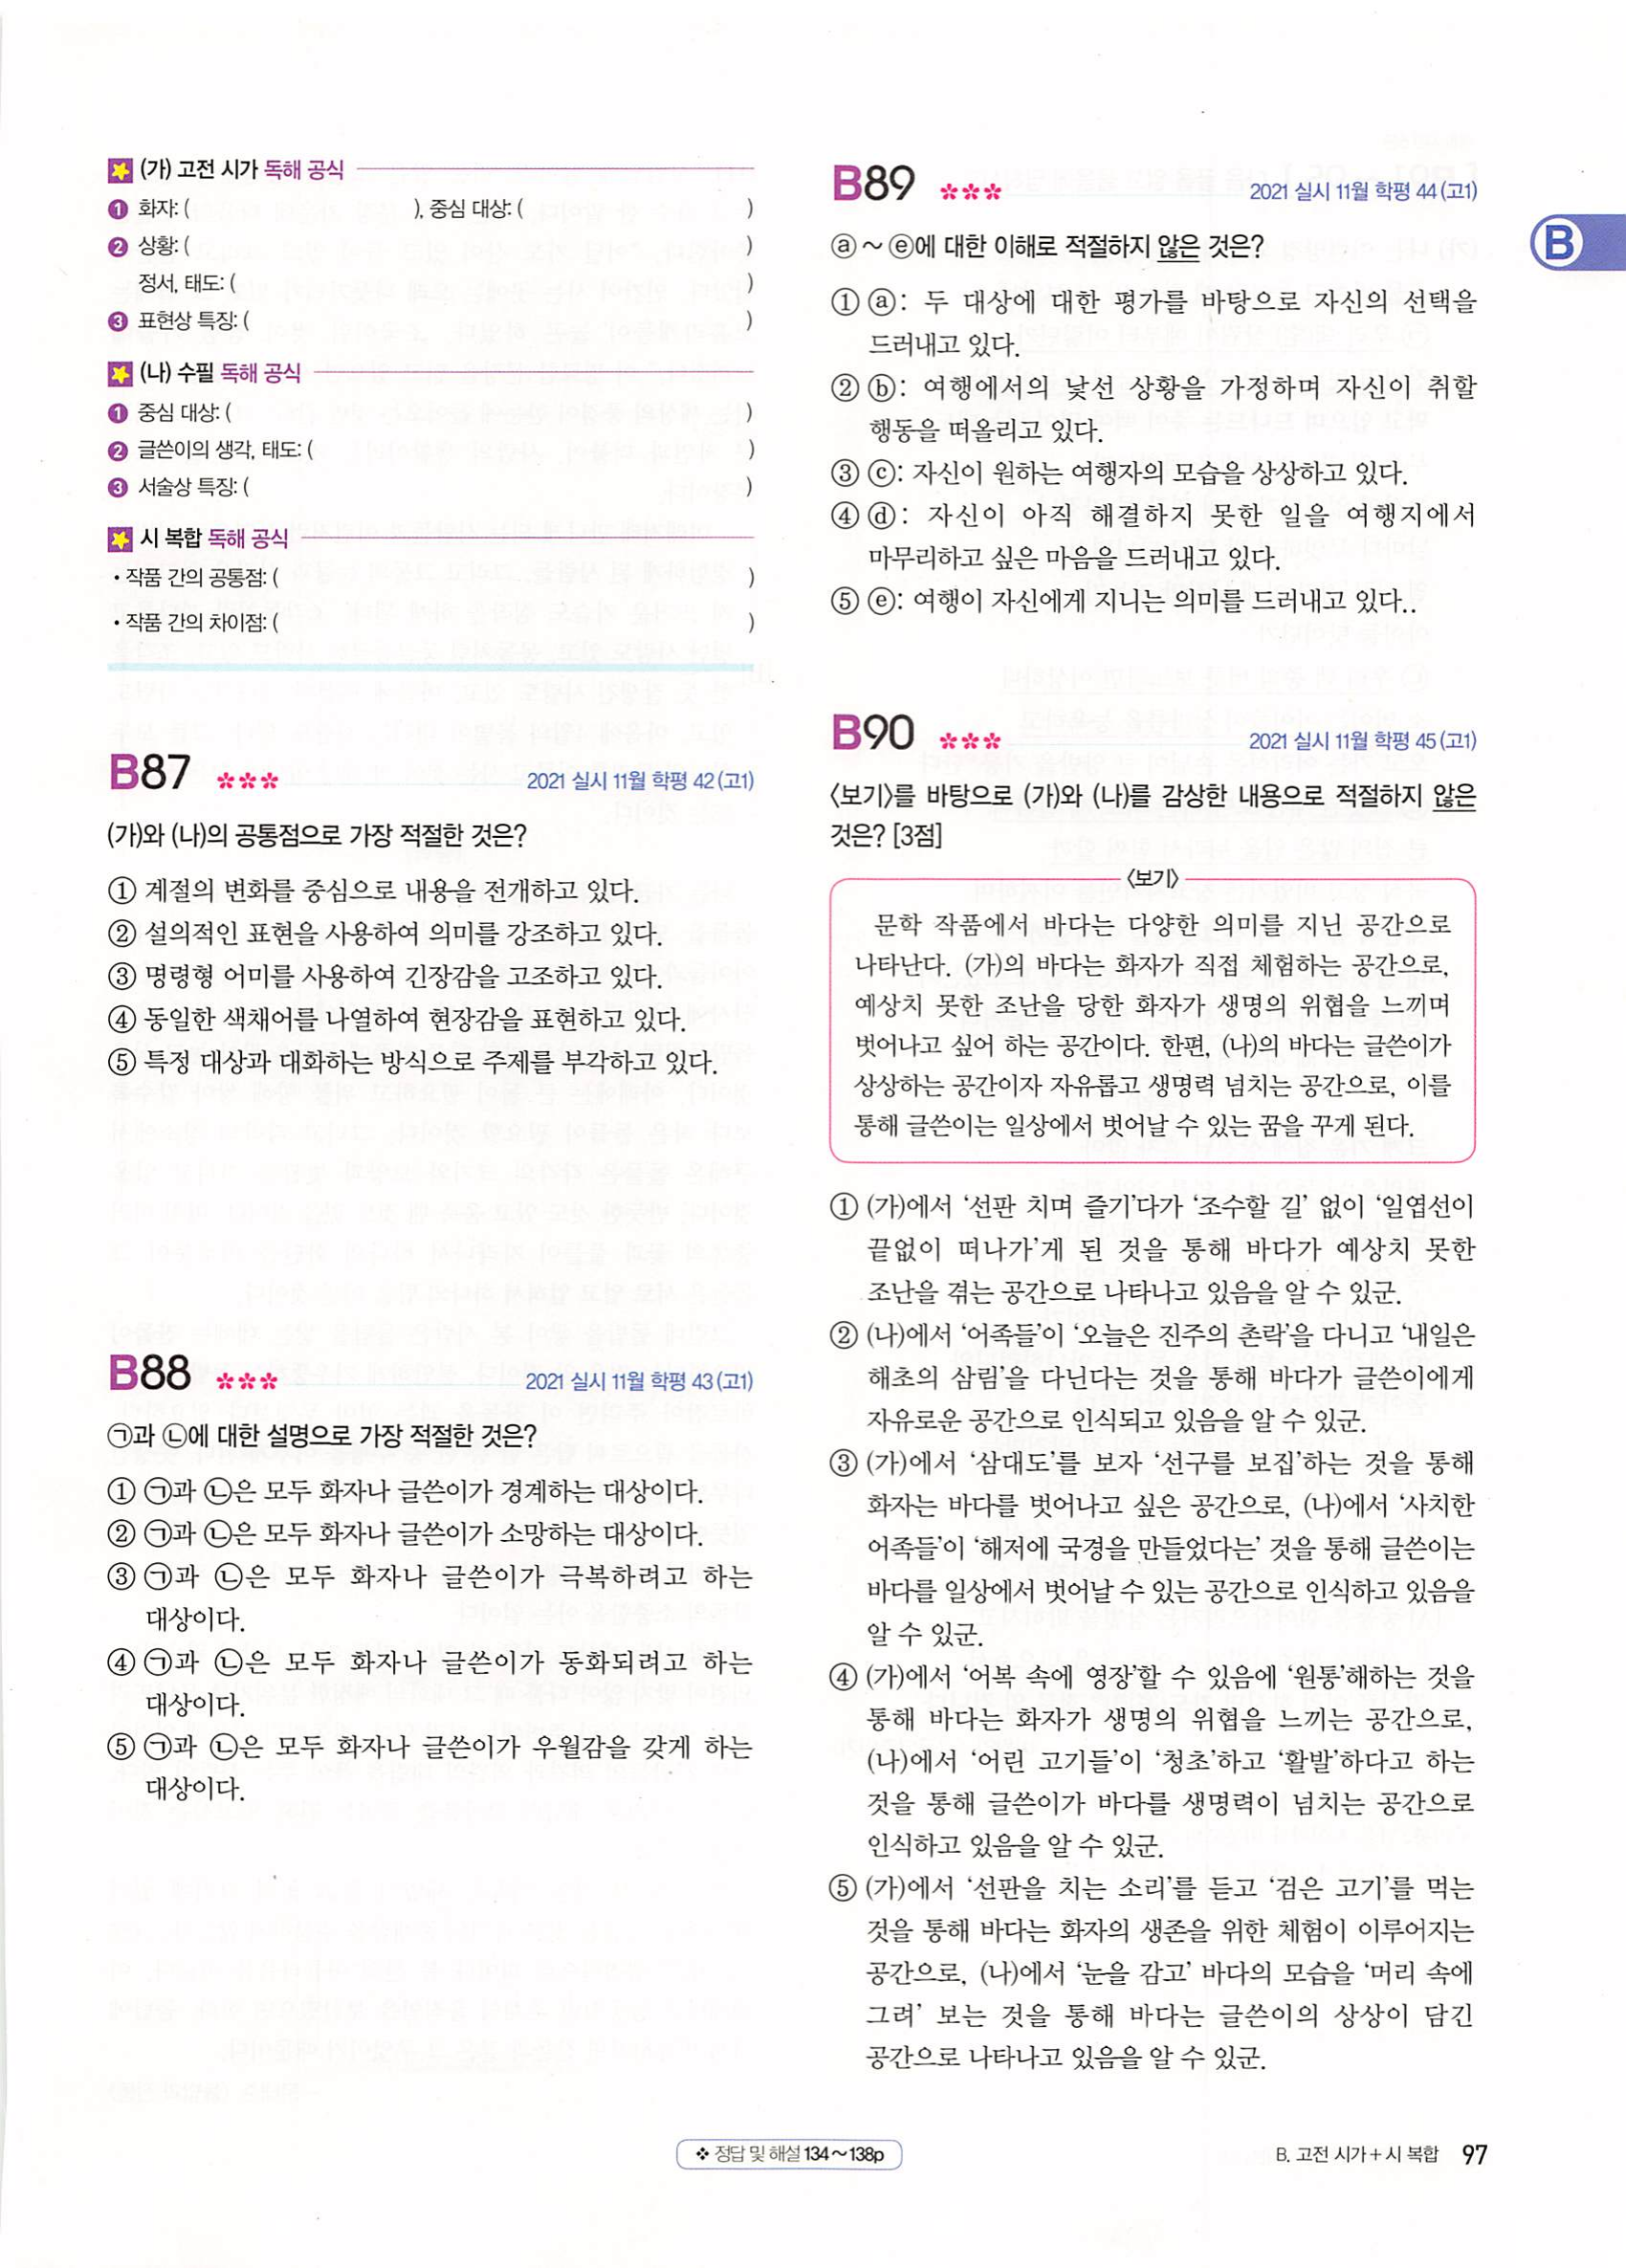 (가) 고전 시가 독해 공식
❶ 화자: ( ), 중심 대상: ( )
❷ 상황: ( )
정서, 태도: ( )
❸ 표현상 특징: ( )
(나) 수필 독해 공식
❶ 중심 대상: ( )
❷ 글쓴이의 생각, 태도: ( )
❸ 서술상 특징: ( )
시 복합 독해 공식
• 작품 간의 공통점: ( )
• 작품 간의 차이점: ( )
B87 ✽✽✽ 2021 실시 11월 학평 42(고1)
(가)와 (나)의 공통점으로 가장 적절한 것은?
① 계절의 변화를 중심으로 내용을 전개하고 있다.
② 설의적인 표현을 사용하여 의미를 강조하고 있다.
③ 명령형 어미를 사용하여 긴장감을 고조하고 있다.
④ 동일한 색채어를 나열하여 현장감을 표현하고 있다.
⑤ 특정 대상과 대화하는 방식으로 주제를 부각하고 있다.
B88 ✽✽✽ 2021 실시 11월 학평 43(고1)
㉠과 ㉡에 대한 설명으로 가장 적절한 것은?
① ㉠과 ㉡은 모두 화자나 글쓴이가 경계하는 대상이다.
② ㉠과 ㉡은 모두 화자나 글쓴이가 소망하는 대상이다.
③ ㉠과 ㉡은 모두 화자나 글쓴이가 극복하려고 하는
대상이다.
④ ㉠과 ㉡은 모두 화자나 글쓴이가 동화되려고 하는
대상이다.
⑤ ㉠과 ㉡은 모두 화자나 글쓴이가 우월감을 갖게 하는
대상이다.
B89 ✽✽✽ 2021 실시 11월 학평 44(고1)
ⓐ～ⓔ에 대한 이해로 적절하지 않은 것은?
① ⓐ: 두 대상에 대한 평가를 바탕으로 자신의 선택을
드러내고 있다.
② ⓑ: 여행에서의 낯선 상황을 가정하며 자신이 취할
행동을 떠올리고 있다.
③ ⓒ: 자신이 원하는 여행자의 모습을 상상하고 있다.
④ ⓓ: 자신이 아직 해결하지 못한 일을 여행지에서
마무리하고 싶은 마음을 드러내고 있다.
⑤ ⓔ: 여행이 자신에게 지니는 의미를 드러내고 있다..
B90 ✽✽✽ 2021 실시 11월 학평 45(고1)
〈보기〉를 바탕으로 (가)와 (나)를 감상한 내용으로 적절하지 않은
것은? [3점]
〈보기〉
문학 작품에서 바다는 다양한 의미를 지닌 공간으로
나타난다. (가)의 바다는 화자가 직접 체험하는 공간으로,
예상치 못한 조난을 당한 화자가 생명의 위협을 느끼며
벗어나고 싶어 하는 공간이다. 한편, (나)의 바다는 글쓴이가
상상하는 공간이자 자유롭고 생명력 넘치는 공간으로, 이를
통해 글쓴이는 일상에서 벗어날 수 있는 꿈을 꾸게 된다.
① (가)에서 ‘선판 치며 즐기’다가 ‘조수할 길’ 없이 ‘일엽선이
끝없이 떠나가’게 된 것을 통해 바다가 예상치 못한
조난을 겪는 공간으로 나타나고 있음을 알 수 있군.
② (나)에서 ‘어족들’이 ‘오늘은 진주의 촌락’을 다니고 ‘내일은
해초의 삼림’을 다닌다는 것을 통해 바다가 글쓴이에게
자유로운 공간으로 인식되고 있음을 알 수 있군.
③ (가)에서 ‘삼대도’를 보자 ‘선구를 보집’하는 것을 통해
화자는 바다를 벗어나고 싶은 공간으로, (나)에서 ‘사치한
어족들’이 ‘해저에 국경을 만들었다는’ 것을 통해 글쓴이는
바다를 일상에서 벗어날 수 있는 공간으로 인식하고 있음을
알 수 있군.
④ (가)에서 ‘어복 속에 영장’할 수 있음에 ‘원통’해하는 것을
통해 바다는 화자가 생명의 위협을 느끼는 공간으로,
(나)에서 ‘어린 고기들’이 ‘청초’하고 ‘활발’하다고 하는
것을 통해 글쓴이가 바다를 생명력이 넘치는 공간으로
인식하고 있음을 알 수 있군.
⑤ (가)에서 ‘선판을 치는 소리’를 듣고 ‘검은 고기’를 먹는
것을 통해 바다는 화자의 생존을 위한 체험이 이루어지는
공간으로, (나)에서 ‘눈을 감고’ 바다의 모습을 ‘머리 속에
그려’ 보는 것을 통해 바다는 글쓴이의 상상이 담긴
공간으로 나타나고 있음을 알 수 있군.
B
❖ 정답 및 해설 134～138p
B. 고전 시가+시 복합 97